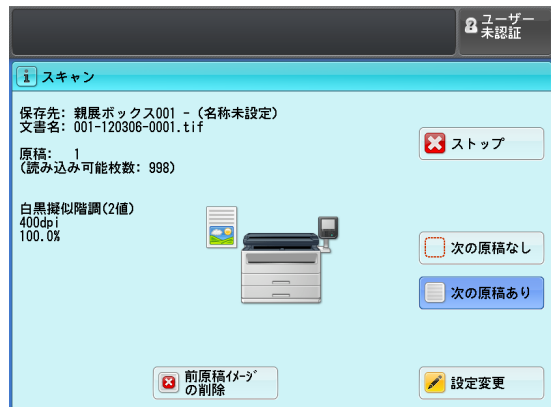 ユーザー
未認証
スキャン
保存先: 親展ボックス001 - (名称未設定)
文書名: 001-120306-0001.tif
ストップ
原稿: 1
(読み込み可能枚数: 998)
白黒擬似階調(2値)
400dpi
100.0%
次の原稿なし
次の原稿あり
前原稿イメージ
の削除
設定変更